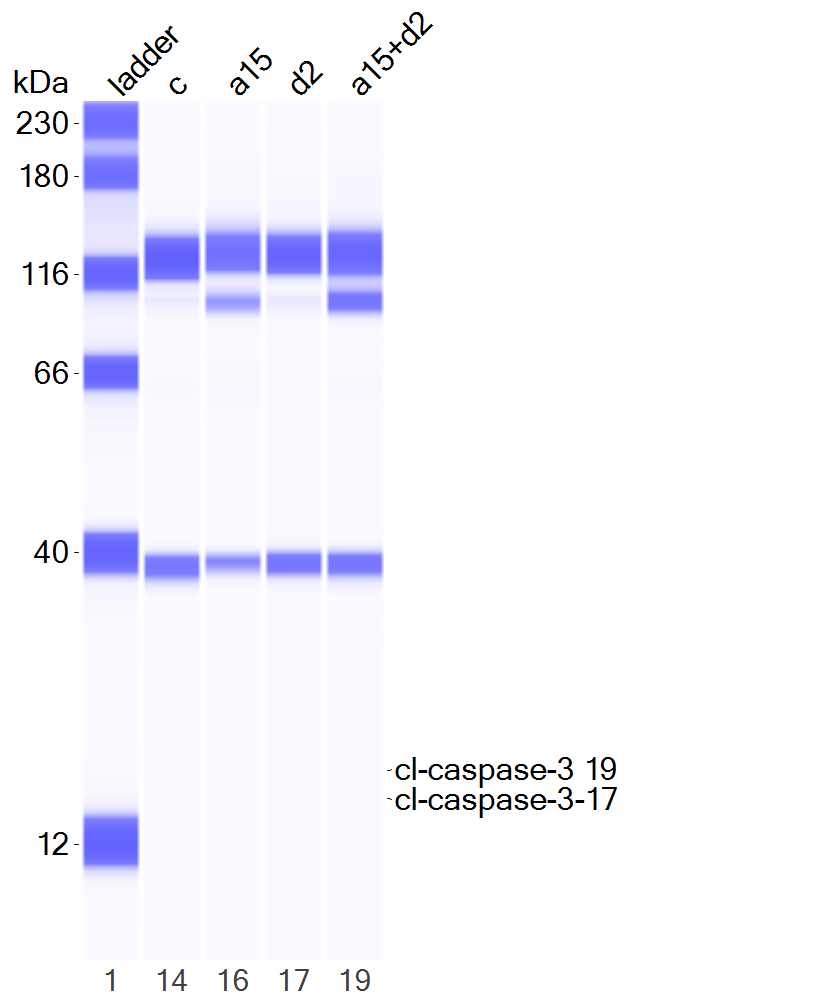 kDa
ladder
c
a15
d2
a15+d2
230
180
116
66
40
cl-caspase-3 19
cl-caspase-3-17
12
1 14 16 17 19